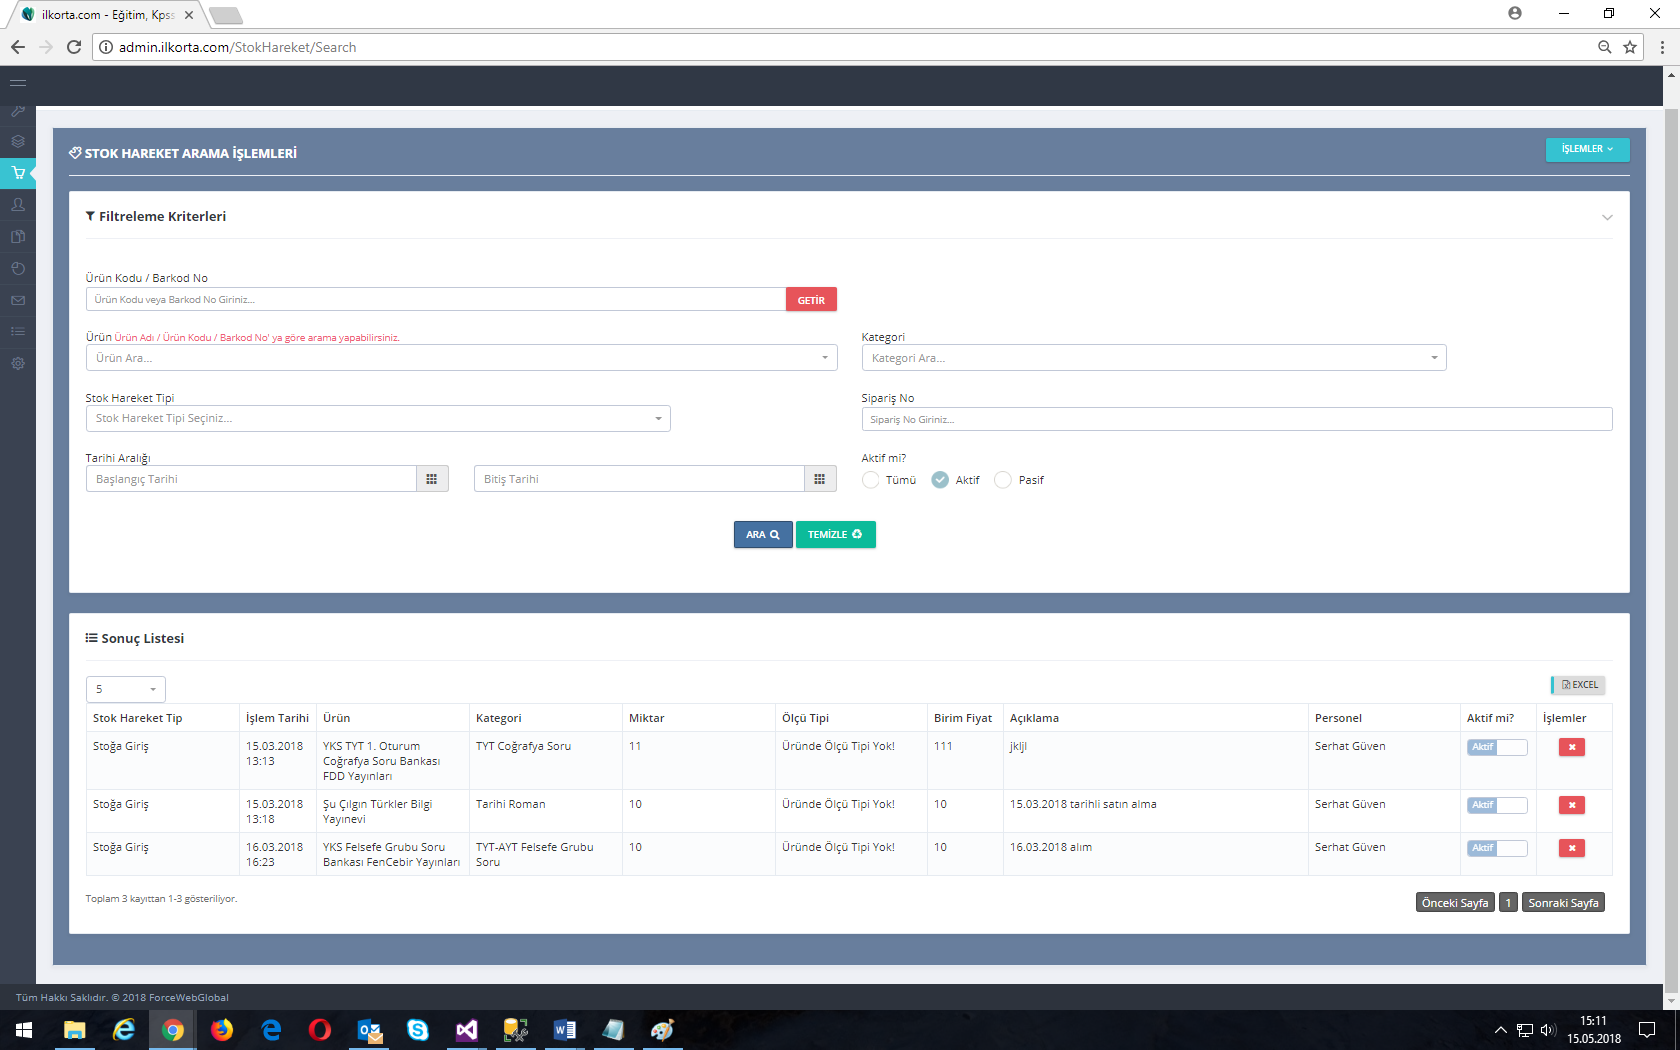 ilkorta.com - Eğitim, Kpss
admin.ilkorta.com/StokHareket/Search
STOK HAREKET ARAMA İŞLEMLERİ
İŞLEMLER
Filtreleme Kriterleri
Ürün Kodu / Barkod No
Ürün Kodu veya Barkod No Giriniz...
GETİR
Ürün Ürün Adı / Ürün Kodu / Barkod No' ya göre arama yapabilirsiniz.
Kategori
Ürün Ara...
Kategori Ara...
Stok Hareket Tipi
Sipariş No
Stok Hareket Tipi Seçiniz...
Sipariş No Giriniz...
Tarihi Aralığı
Aktif mi?
Başlangıç Tarihi
Bitiş Tarihi
Tümü Aktif Pasif
ARA
TEMİZLE
Sonuç Listesi
5
EXCEL
Stok Hareket Tip İşlem Tarihi Ürün Kategori Miktar Ölçü Tipi Birim Fiyat Açıklama Personel Aktif mi? İşlemler
Stoğa Giriş 15.03.2018 YKS TYT 1. Oturum TYT Coğrafya Soru 11 Üründe Ölçü Tipi Yok! 111 jkljl Serhat Güven Aktif
13:13 Coğrafya Soru Bankası
FDD Yayınları
Stoğa Giriş 15.03.2018 Şu Çılgın Türkler Bilgi Tarihi Roman 10 Üründe Ölçü Tipi Yok! 10 15.03.2018 tarihli satın alma Serhat Güven Aktif
13:18 Yayınevi
Stoğa Giriş 16.03.2018 YKS Felsefe Grubu Soru TYT-AYT Felsefe Grubu 10 Üründe Ölçü Tipi Yok! 10 16.03.2018 alım Serhat Güven Aktif
16:23 Bankası FenCebir Yayınları Soru
Toplam 3 kayıttan 1-3 gösteriliyor.
Önceki Sayfa 1 Sonraki Sayfa
Tüm Hakkı Saklıdır. © 2018 ForceWebGlobal
15:11
15.05.2018